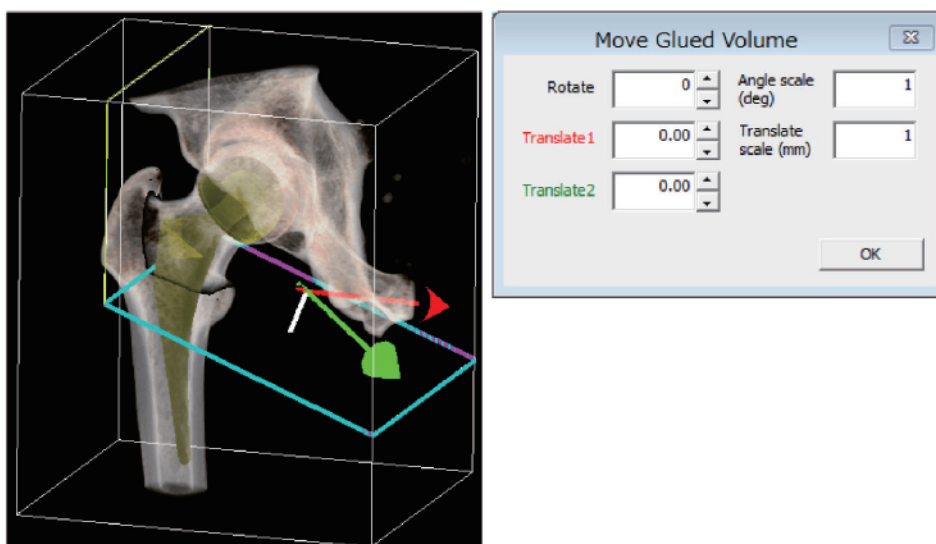 Move Glued Volume
Rotate 0 Angle scale (deg) 1
Translate1 0.00 Translate scale (mm) 1
Translate2 0.00
OK